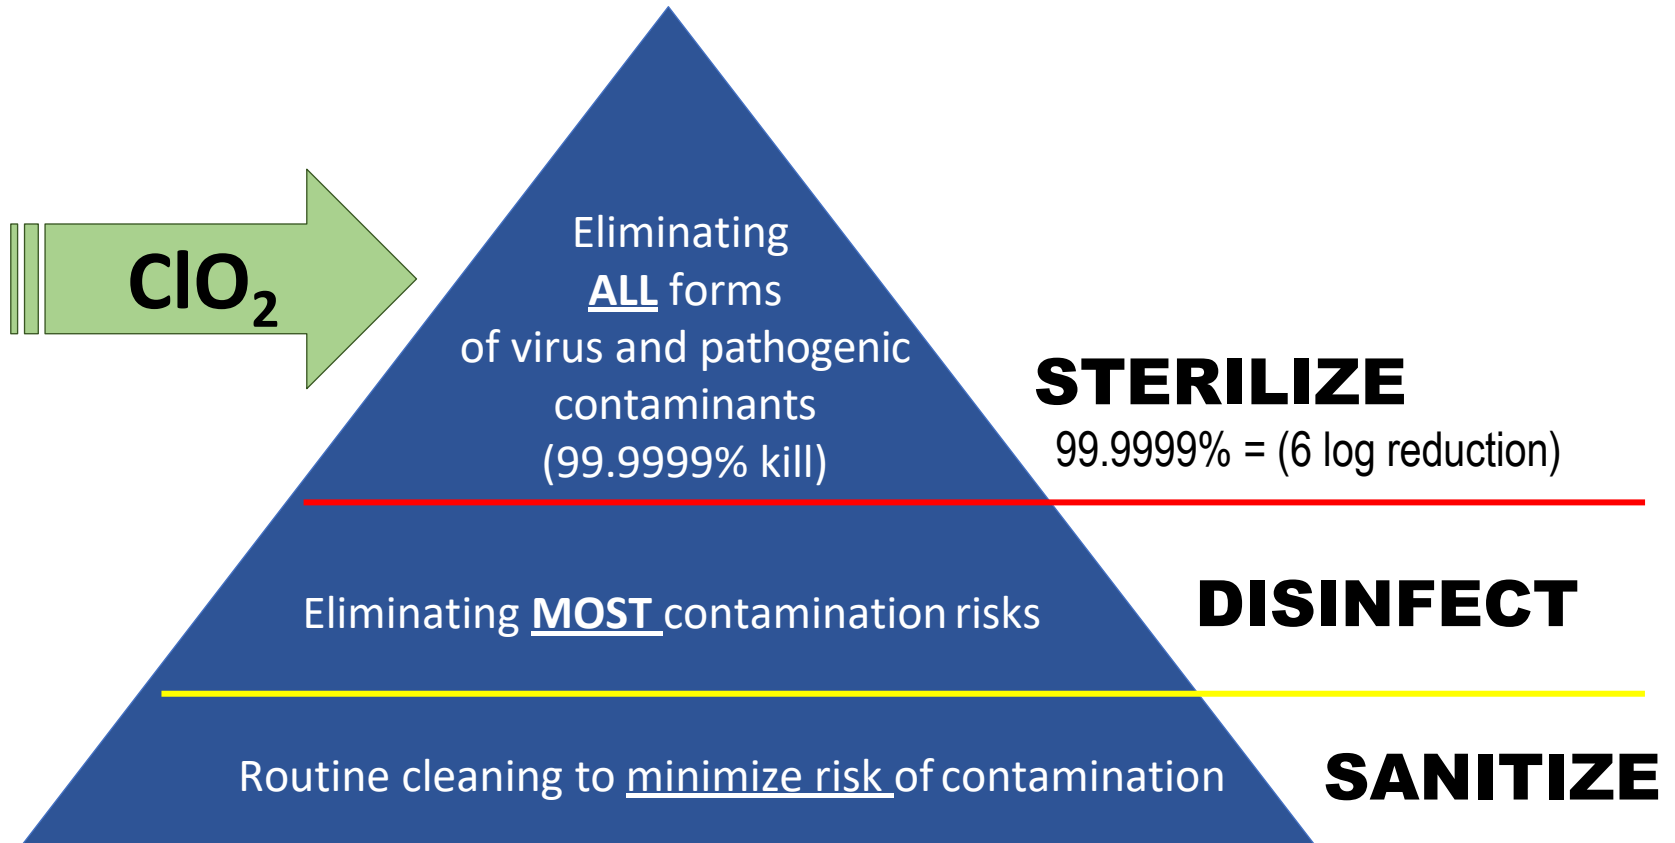 ClO₂
Eliminating
ALL forms
of virus and pathogenic
contaminants
(99.9999% kill)
STERILIZE
99.9999% = (6 log reduction)
Eliminating MOST contamination risks
DISINFECT
Routine cleaning to minimize risk of contamination
SANITIZE